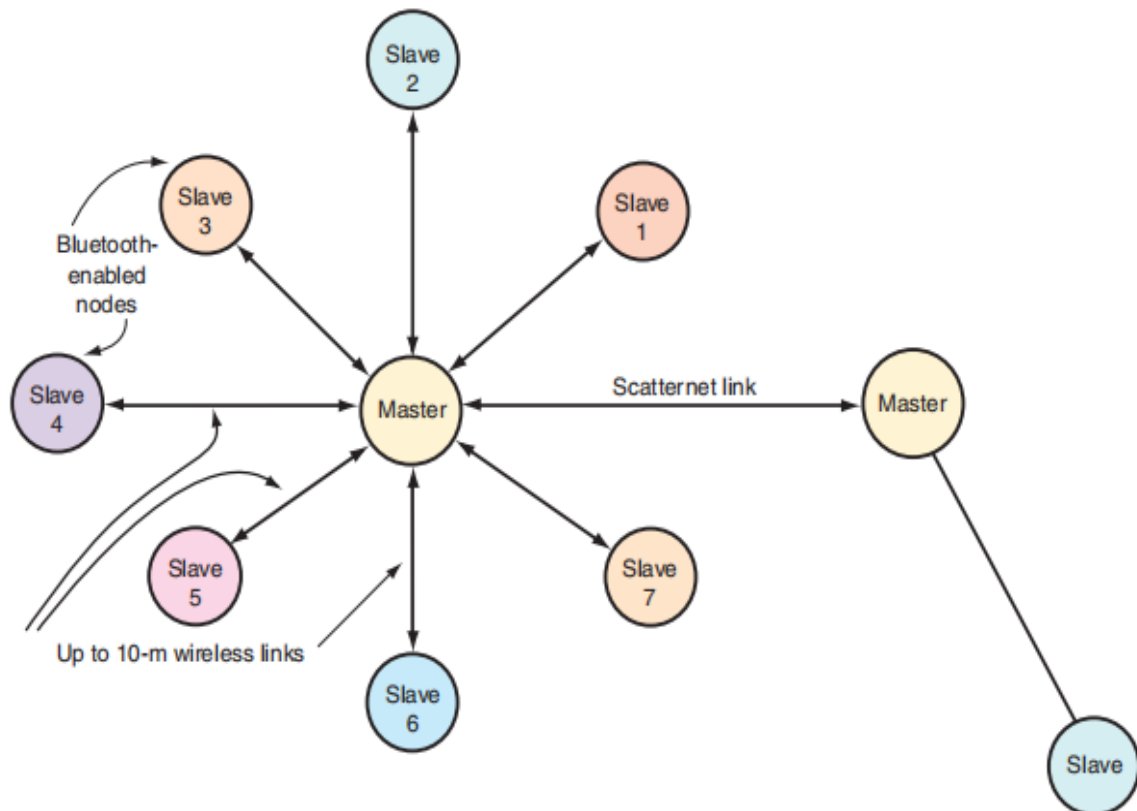 Slave
2
Slave
3
Slave
1
Bluetooth-
enabled
nodes
Slave
4
Master
Scatternet link
Master
Slave
5
Slave
7
Up to 10-m wireless links
Slave
6
Slave